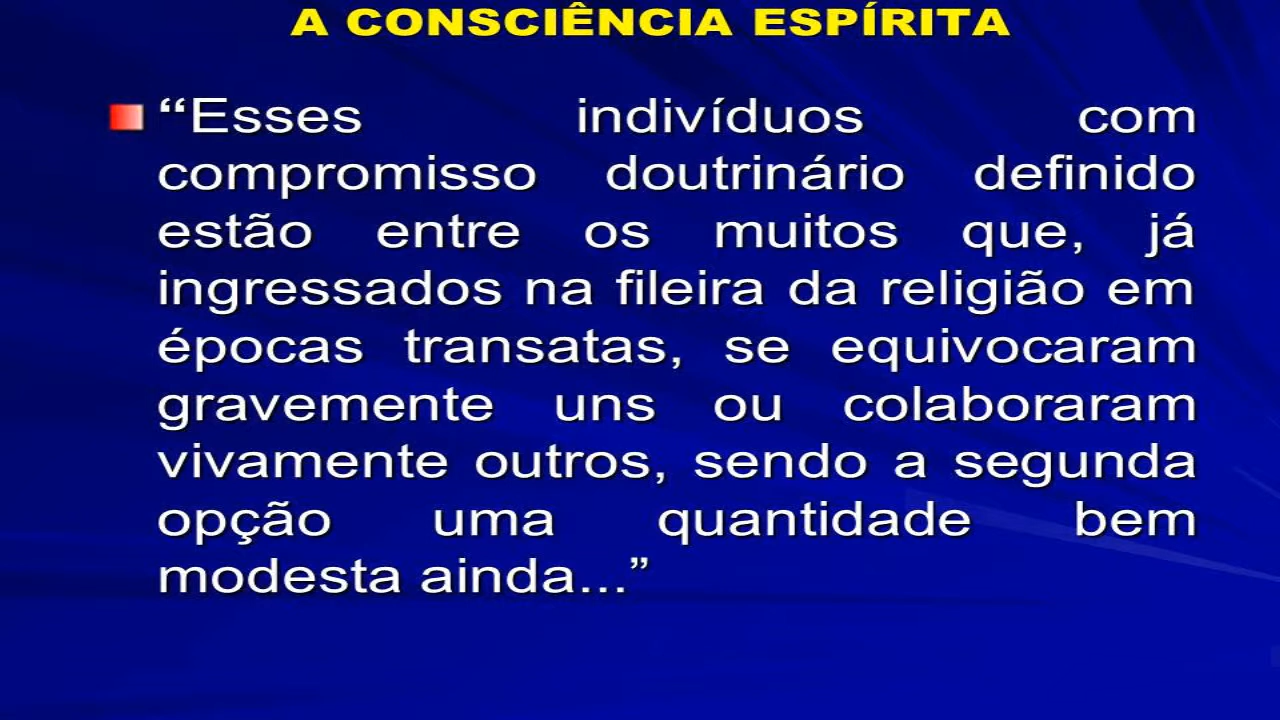 A CONSCIÊNCIA ESPÍRITA
“Esses indivíduos com
compromisso doutrinário definido
estão entre os muitos que, já
ingressados na fileira da religião em
épocas transatas, se equivocaram
gravemente uns ou colaboraram
vivamente outros, sendo a segunda
opção uma quantidade bem
modesta ainda...”